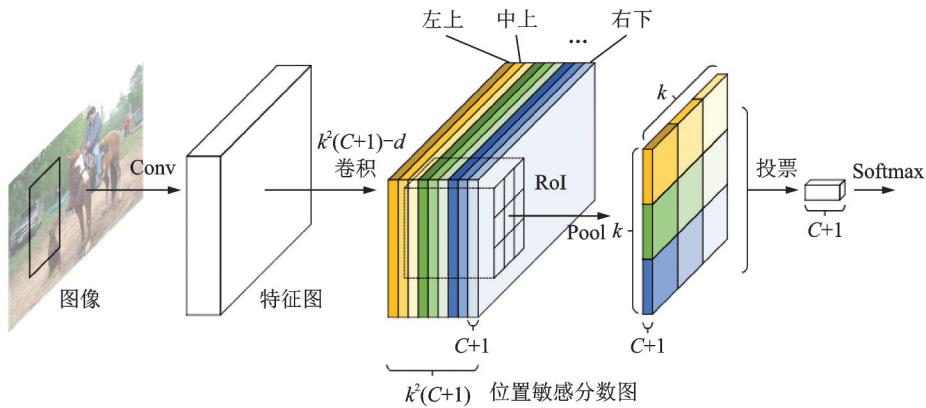 左上
中上
...
右下
k²(C+1)-d
卷积
Conv
RoI
Pool
k
k
投票
Softmax
C+1
图像
特征图
C+1
C+1
k²(C+1)
位置敏感分数图